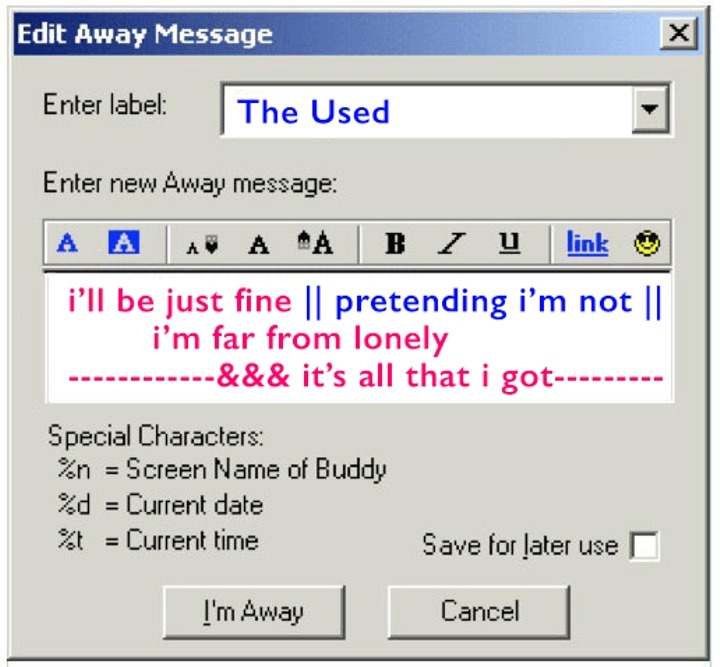 Edit Away Message
Enter label:
The Used
Enter new Away message:
A A A A A B I U link
i'll be just fine || pretending i'm not ||
i'm far from lonely
------------&&& it's all that i got---------
Special Characters:
%n = Screen Name of Buddy
%d = Current date
%t = Current time
Save for later use
I'm Away
Cancel